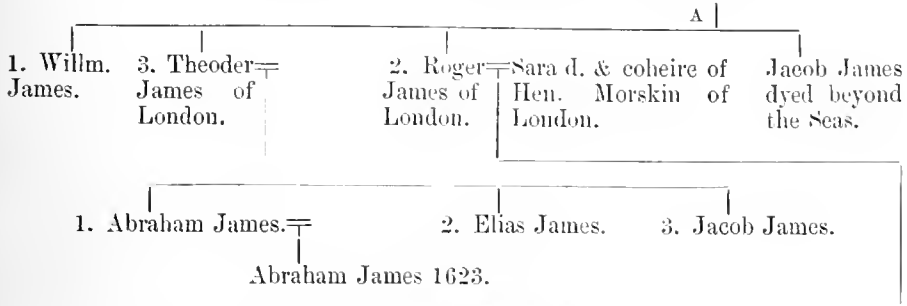 A
1. Willm. James.
3. Theoder James of London.
2. Roger James of London.
Sara d. & coheire of Hen. Morskin of London.
Jacob James dyed beyond the Seas.
1. Abraham James.
2. Elias James.
3. Jacob James.
Abraham James 1623.